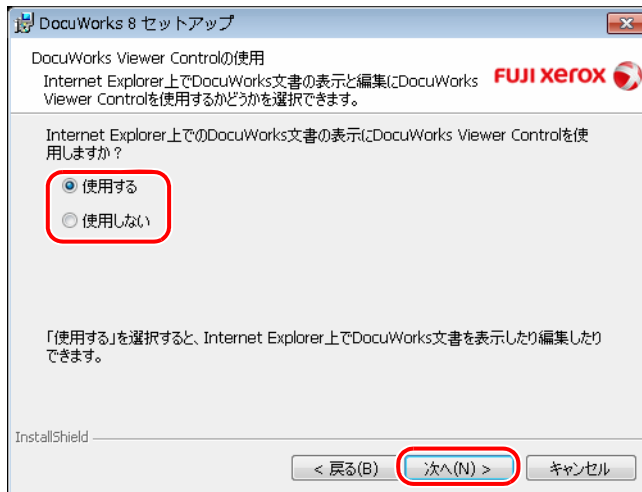 DocuWorks 8 セットアップ
DocuWorks Viewer Controlの使用
Internet Explorer上でDocuWorks文書の表示と編集にDocuWorks
Viewer Controlを使用するかどうかを選択できます。
FUJI XEROX
Internet Explorer上でのDocuWorks文書の表示にDocuWorks Viewer Controlを使
用しますか？
使用する
使用しない
「使用する」を選択すると、Internet Explorer上でDocuWorks文書を表示したり編集したり
できます。
InstallShield
< 戻る(B)
次へ(N) >
キャンセル